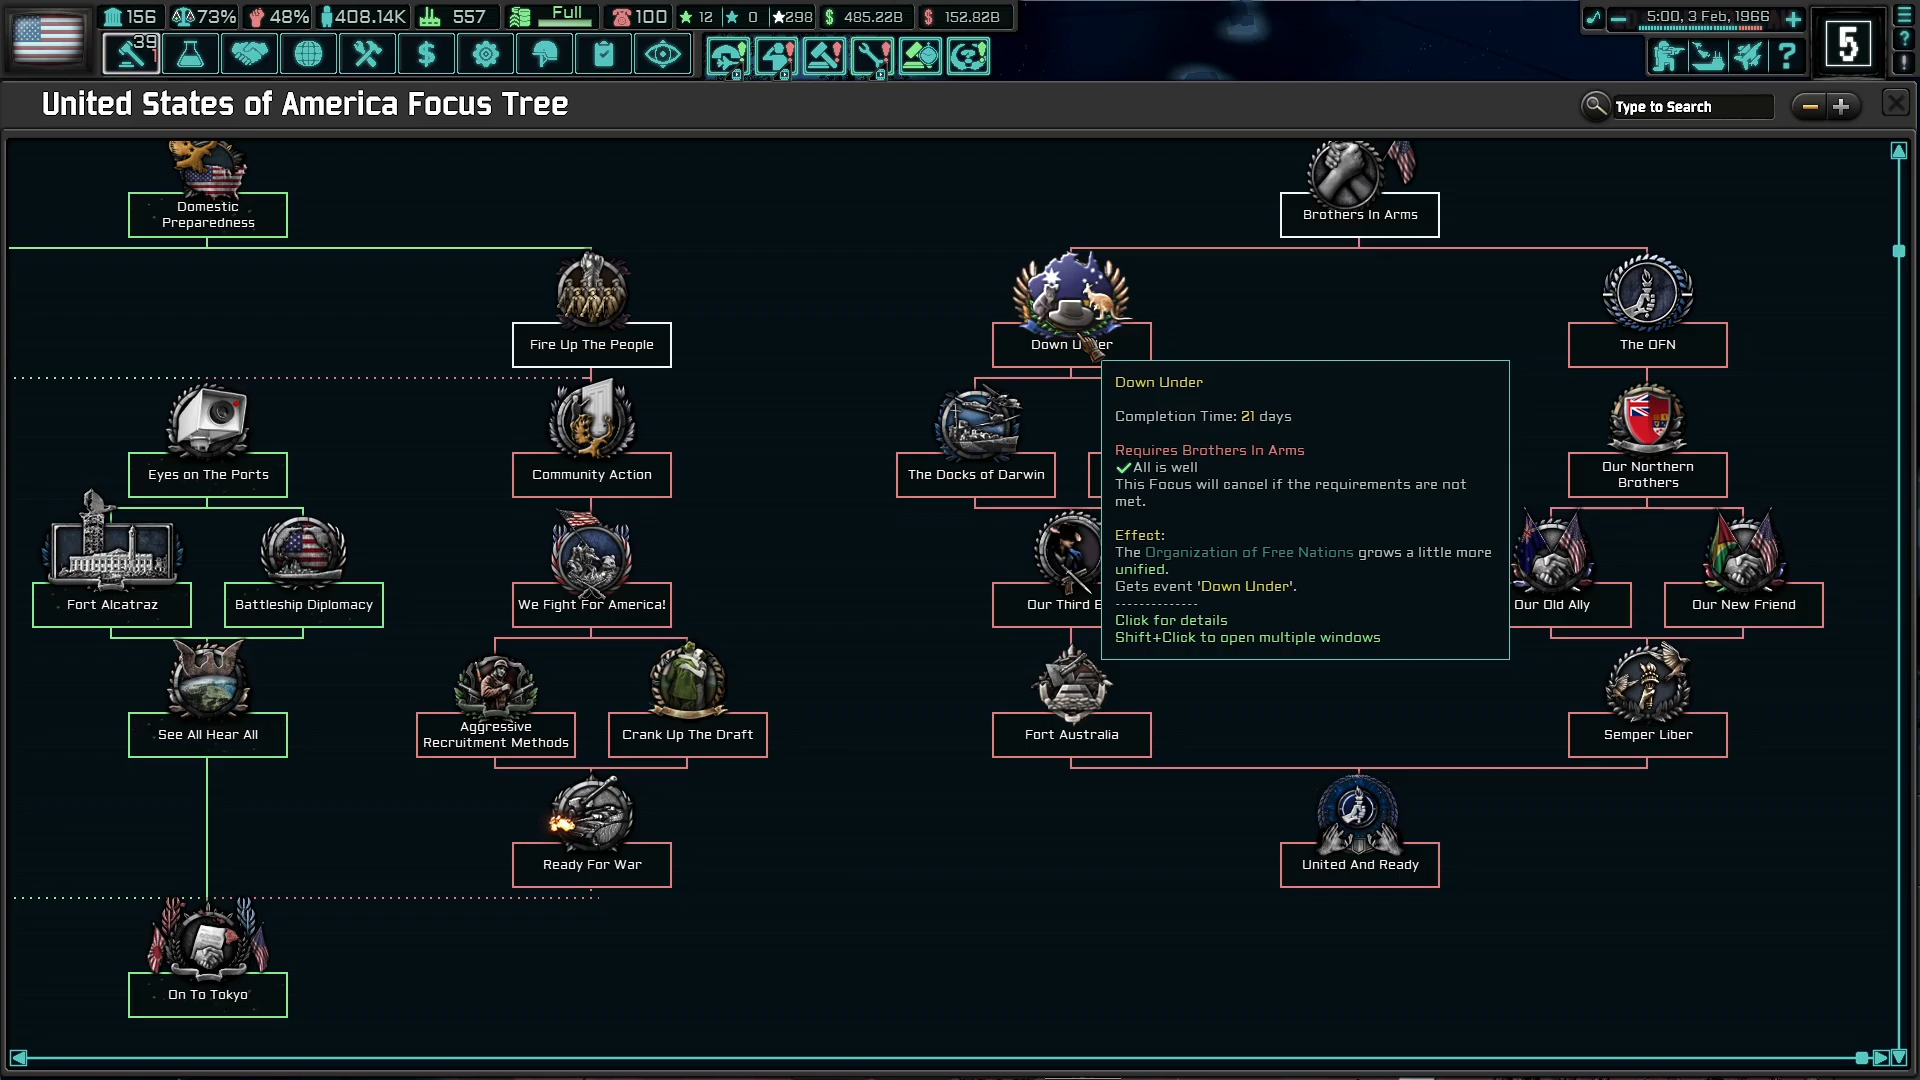 156
73%
48%
408.14K
557
Full
100
12
0
298
$ 485.22B
$ 152.82B
5:00, 3 Feb, 1966
39
$
?
5
?
!
United States of America Focus Tree
Type to Search
Domestic
Preparedness
Brothers In Arms
Fire Up The People
Down Under
The OFN
Down Under
Completion Time: 21 days
Requires Brothers In Arms
All is well
This Focus will cancel if the requirements are not
met.
Effect:
The Organization of Free Nations grows a little more
unified.
Gets event 'Down Under'.
--------------
Click for details
Shift+Click to open multiple windows
Eyes on The Ports
Community Action
The Docks of Darwin
Our Northern
Brothers
Fort Alcatraz
Battleship Diplomacy
We Fight For America!
Our Third E
Our Old Ally
Our New Friend
See All Hear All
Aggressive
Recruitment Methods
Crank Up The Draft
Fort Australia
Semper Liber
Ready For War
United And Ready
On To Tokyo